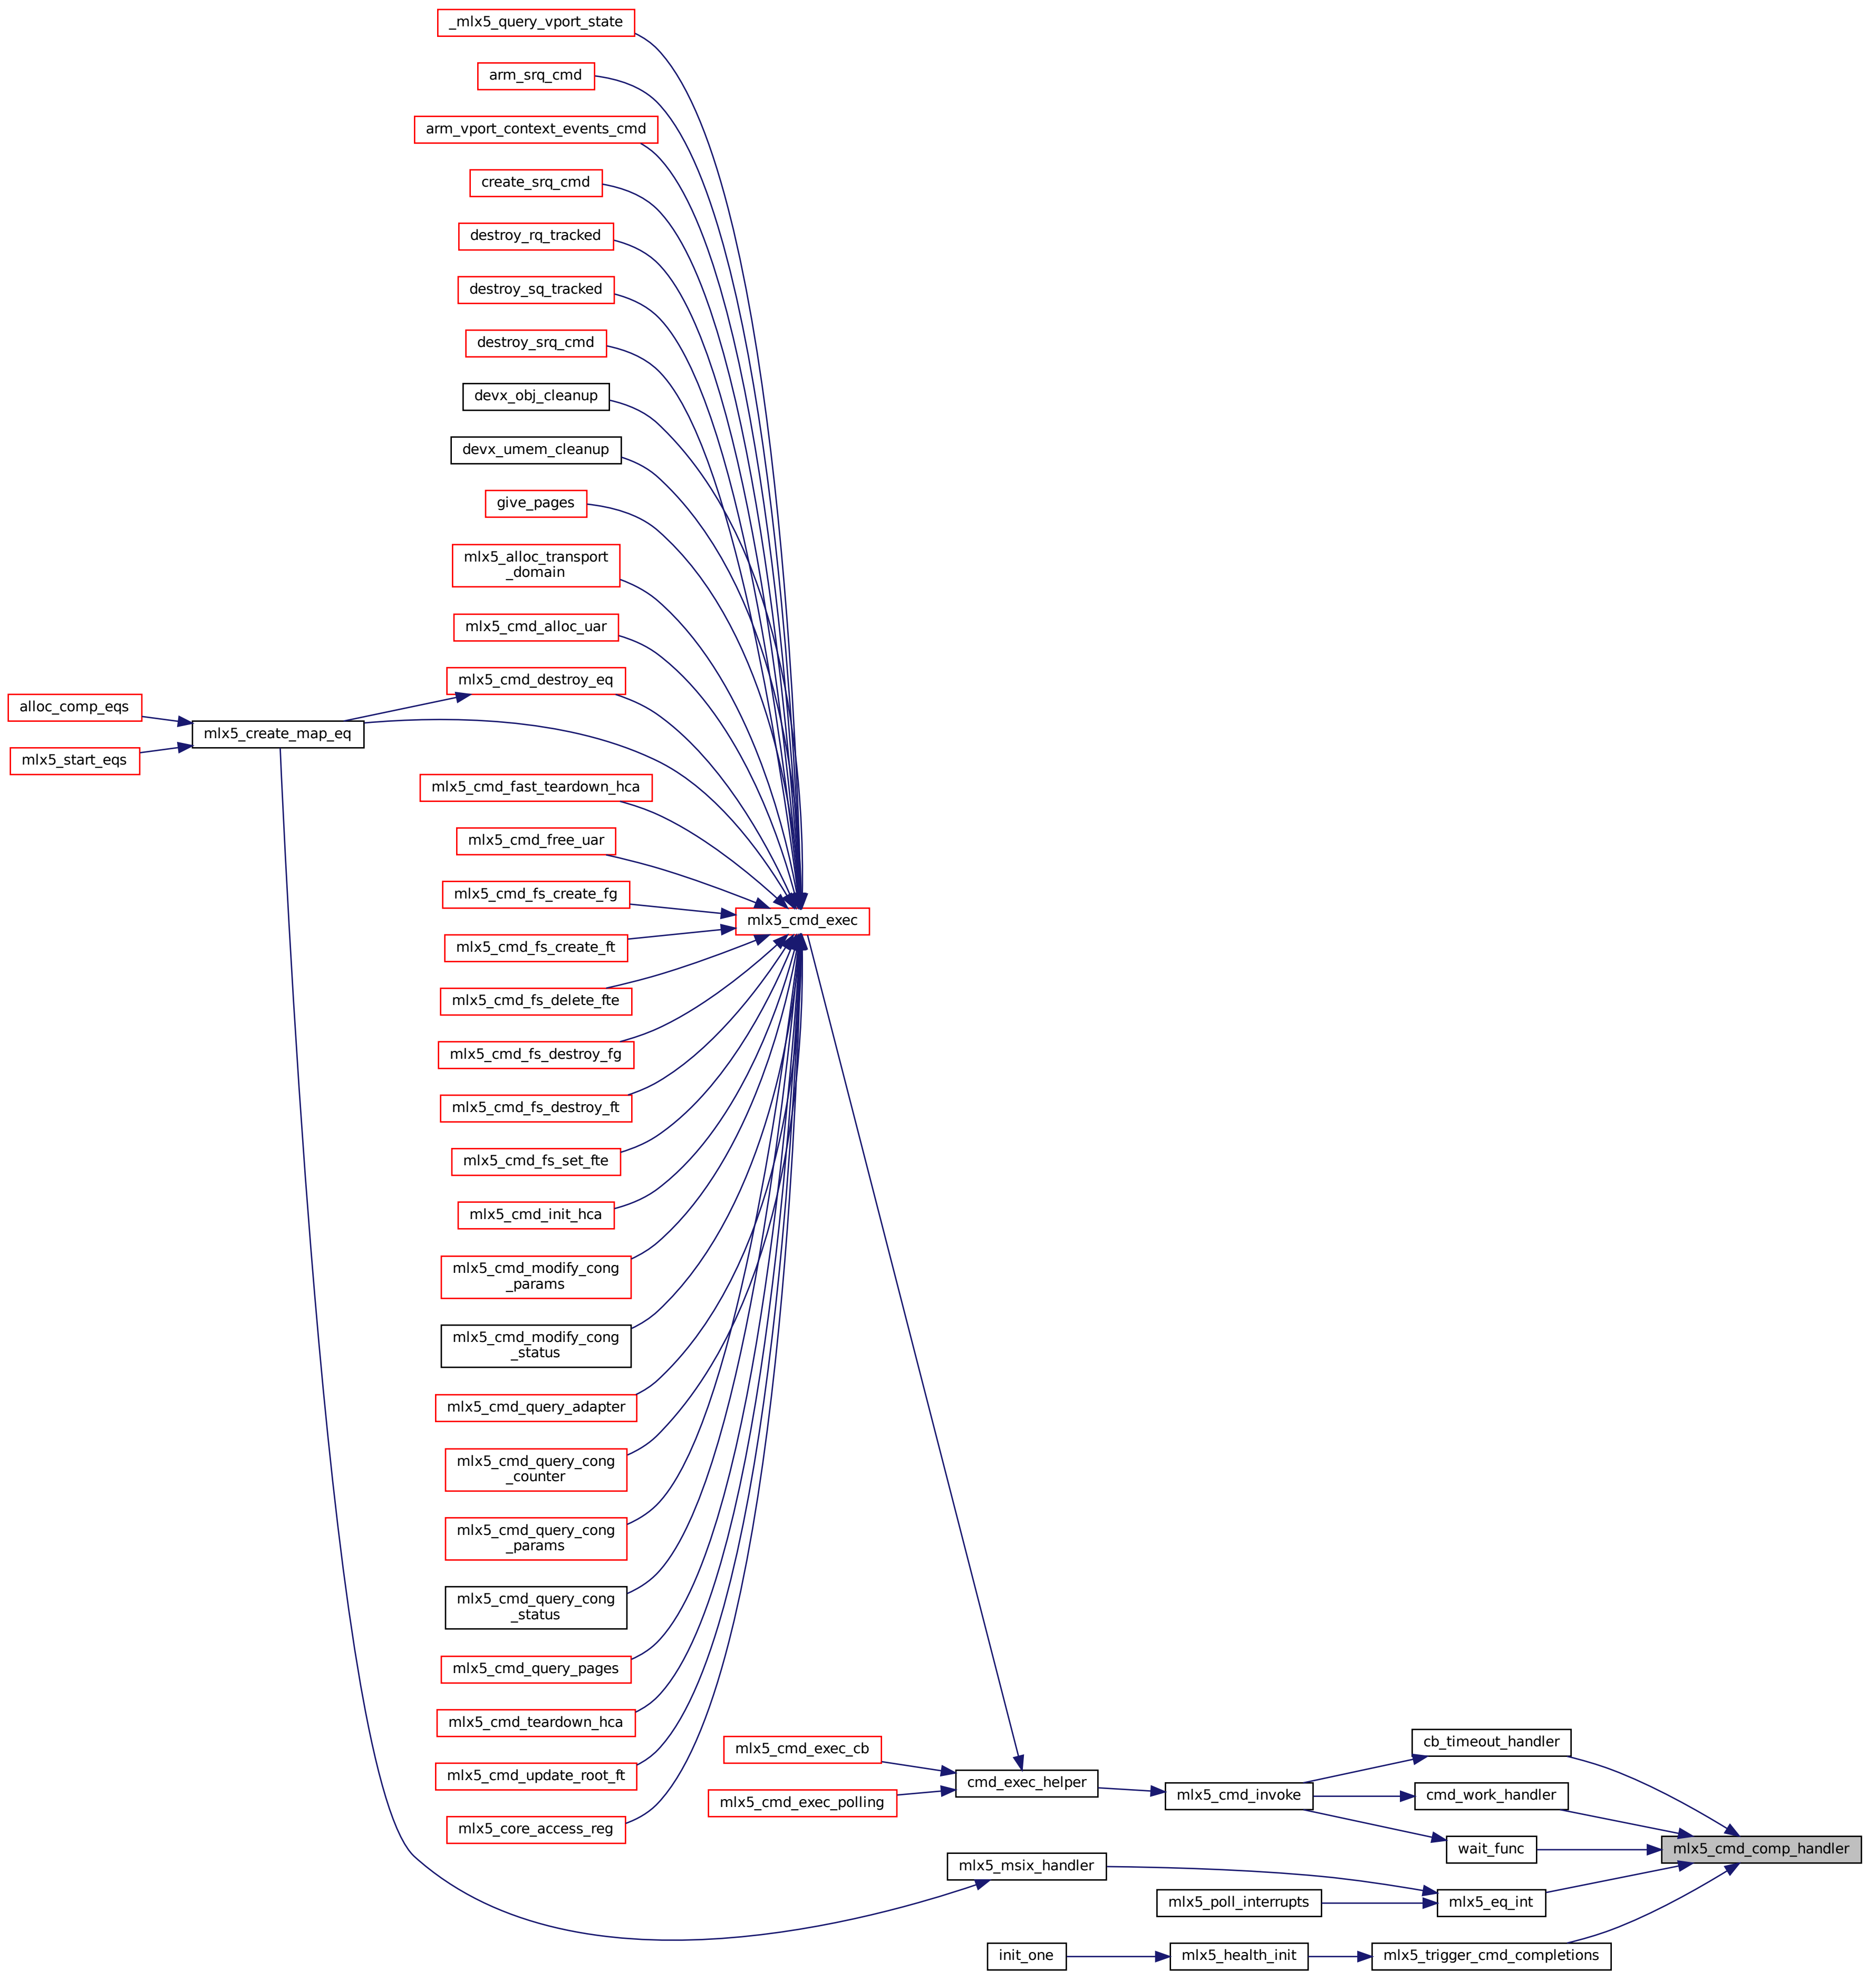 _mlx5_query_vport_state
arm_srq_cmd
arm_vport_context_events_cmd
create_srq_cmd
destroy_rq_tracked
destroy_sq_tracked
destroy_srq_cmd
devx_obj_cleanup
devx_umem_cleanup
give_pages
mlx5_alloc_transport
_domain
mlx5_cmd_alloc_uar
mlx5_cmd_destroy_eq
alloc_comp_eqs
mlx5_create_map_eq
mlx5_start_eqs
mlx5_cmd_fast_teardown_hca
mlx5_cmd_free_uar
mlx5_cmd_fs_create_fg
mlx5_cmd_exec
mlx5_cmd_fs_create_ft
mlx5_cmd_fs_delete_fte
mlx5_cmd_fs_destroy_fg
mlx5_cmd_fs_destroy_ft
mlx5_cmd_fs_set_fte
mlx5_cmd_init_hca
mlx5_cmd_modify_cong
_params
mlx5_cmd_modify_cong
_status
mlx5_cmd_query_adapter
mlx5_cmd_query_cong
_counter
mlx5_cmd_query_cong
_params
mlx5_cmd_query_cong
_status
mlx5_cmd_query_pages
mlx5_cmd_teardown_hca
mlx5_cmd_update_root_ft
mlx5_core_access_reg
mlx5_cmd_exec_cb
mlx5_cmd_exec_polling
cmd_exec_helper
mlx5_cmd_invoke
cb_timeout_handler
cmd_work_handler
wait_func
mlx5_cmd_comp_handler
mlx5_msix_handler
mlx5_poll_interrupts
mlx5_eq_int
init_one
mlx5_health_init
mlx5_trigger_cmd_completions